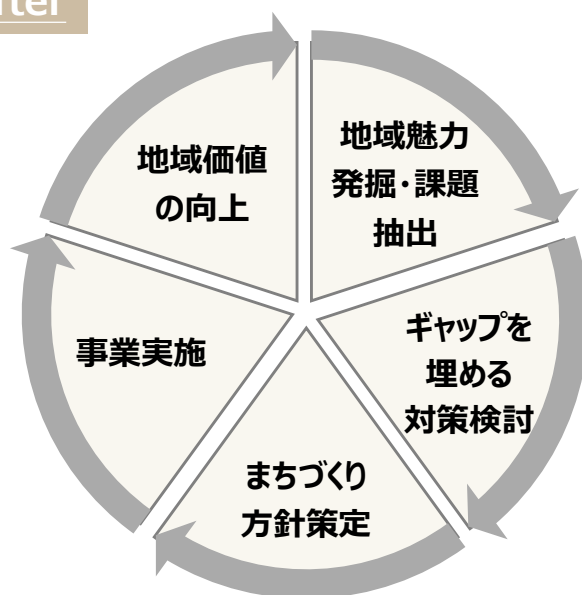 地域魅力
発掘・課題
抽出
ギャップを
埋める
対策検討
まちづくり
方針策定
事業実施
地域価値
の向上